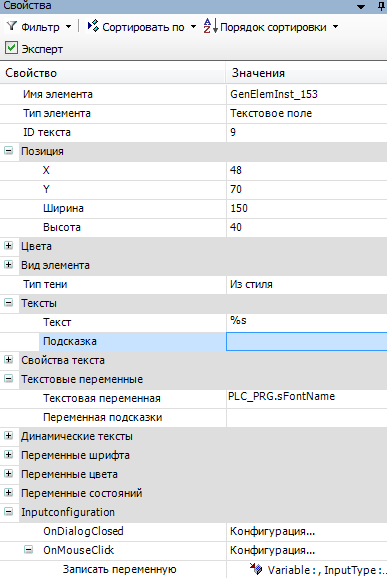 Свойства
Фильтр Сортировать по Порядок сортировки
Эксперт
Свойство Значения
Имя элемента GenElemInst_153
Тип элемента Текстовое поле
ID текста 9
Позиция
X 48
Y 70
Ширина 150
Высота 40
Цвета
Вид элемента
Тип тени Из стиля
Тексты
Текст %s
Подсказка
Свойства текста
Текстовые переменные
Текстовая переменная PLC_PRG.sFontName
Переменная подсказки
Динамические тексты
Переменные шрифта
Переменные цвета
Переменные состояний
Inputconfiguration
OnDialogClosed Конфигурация...
OnMouseClick Конфигурация...
Записать переменную Variable: , InputType:..